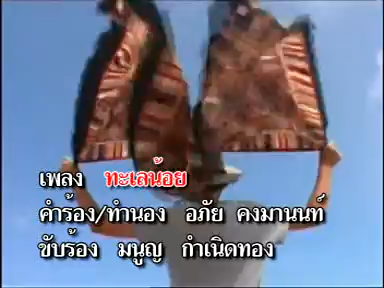 เพลง ทะเลน้อย
คำร้อง/ทำนอง อภัย คงมานนท์
ขับร้อง มนูญ กำเนิดทอง